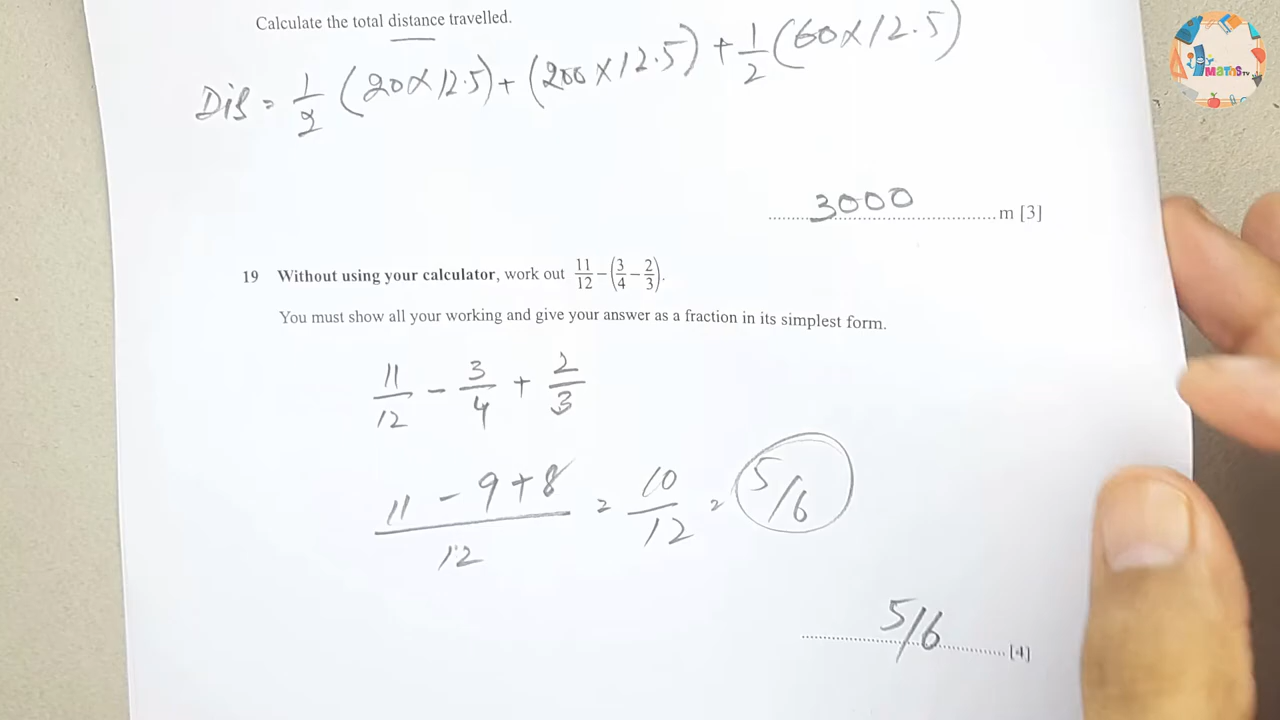 Calculate the total distance travelled.
Dis = 1/2 (20 × 12.5) + (200 × 12.5) + 1/2 (60 × 12.5)
3000 m [3]
19 Without using your calculator, work out 11/12 − (3/4 − 2/3).
You must show all your working and give your answer as a fraction in its simplest form.
11/12 − 3/4 + 2/3
11 − 9 + 8 / 12 = 10/12 = 5/6
5/6 [4]
MATHS TV